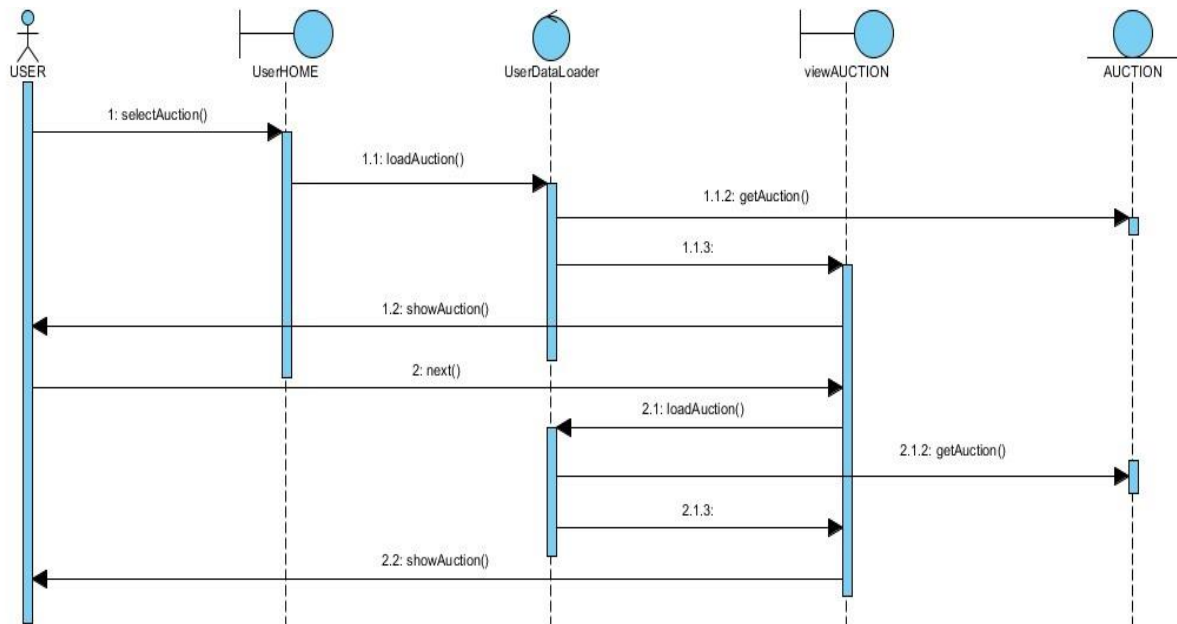 USER
UserHOME
UserDataLoader
viewAUCTION
AUCTION
1: selectAuction()
1.1: loadAuction()
1.1.2: getAuction()
1.1.3:
1.2: showAuction()
2: next()
2.1: loadAuction()
2.1.2: getAuction()
2.1.3:
2.2: showAuction()